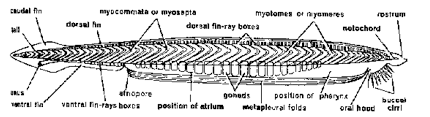 caudal fin
dorsal fin
myocommata or myosepta
dorsal fin-ray boxes
myotomes or myomeres
rostrum
notochord
tail
anus
ventral fin
ventral fin-rays boxes
atriopore
position of atrium
gonads
metapleural folds
position of pharynx
oral hood
buccal
cirri